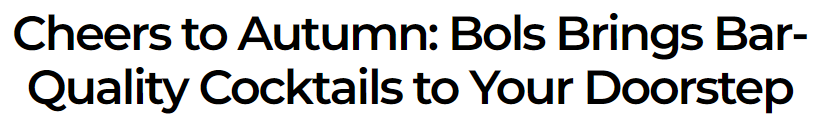 Cheers to Autumn: Bols Brings Bar-
Quality Cocktails to Your Doorstep